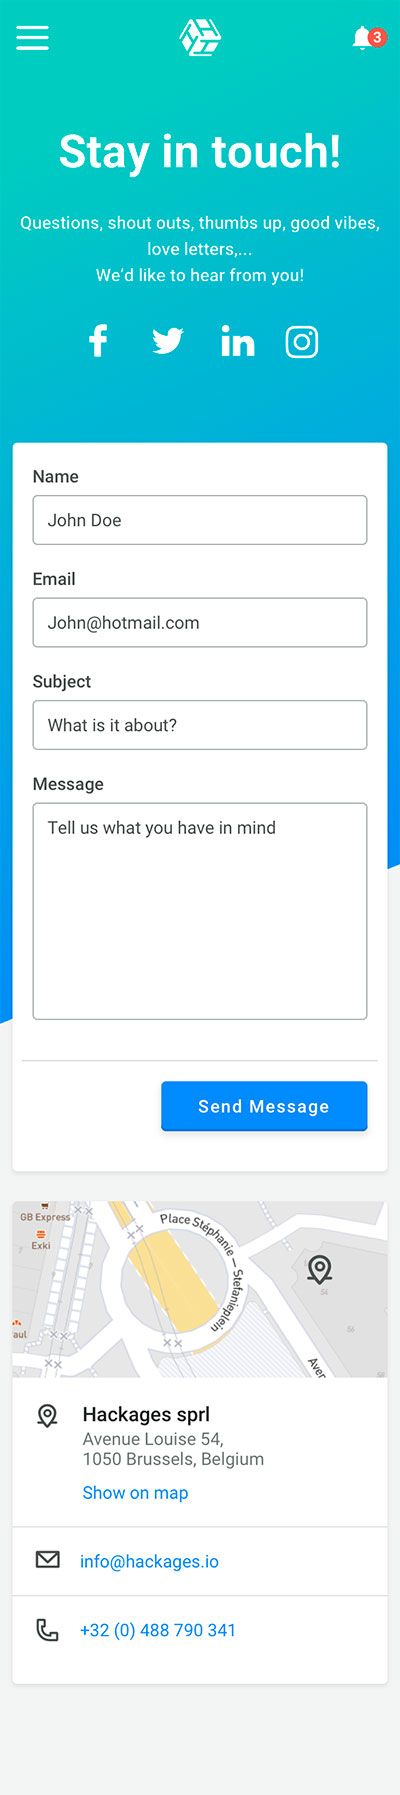 3
Stay in touch!
Questions, shout outs, thumbs up, good vibes,
love letters,...
We'd like to hear from you!
Name
John Doe
Email
John@hotmail.com
Subject
What is it about?
Message
Tell us what you have in mind
Send Message
GB Express
Exki
Place Stéphanie — Stefanieplein
56
54
aul
Aven
Hackages sprl
Avenue Louise 54,
1050 Brussels, Belgium
Show on map
info@hackages.io
+32 (0) 488 790 341